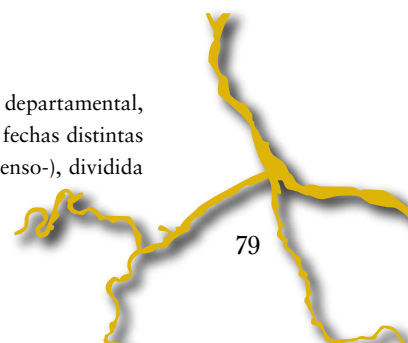 departamental,
fechas distintas
enso-), dividida
79